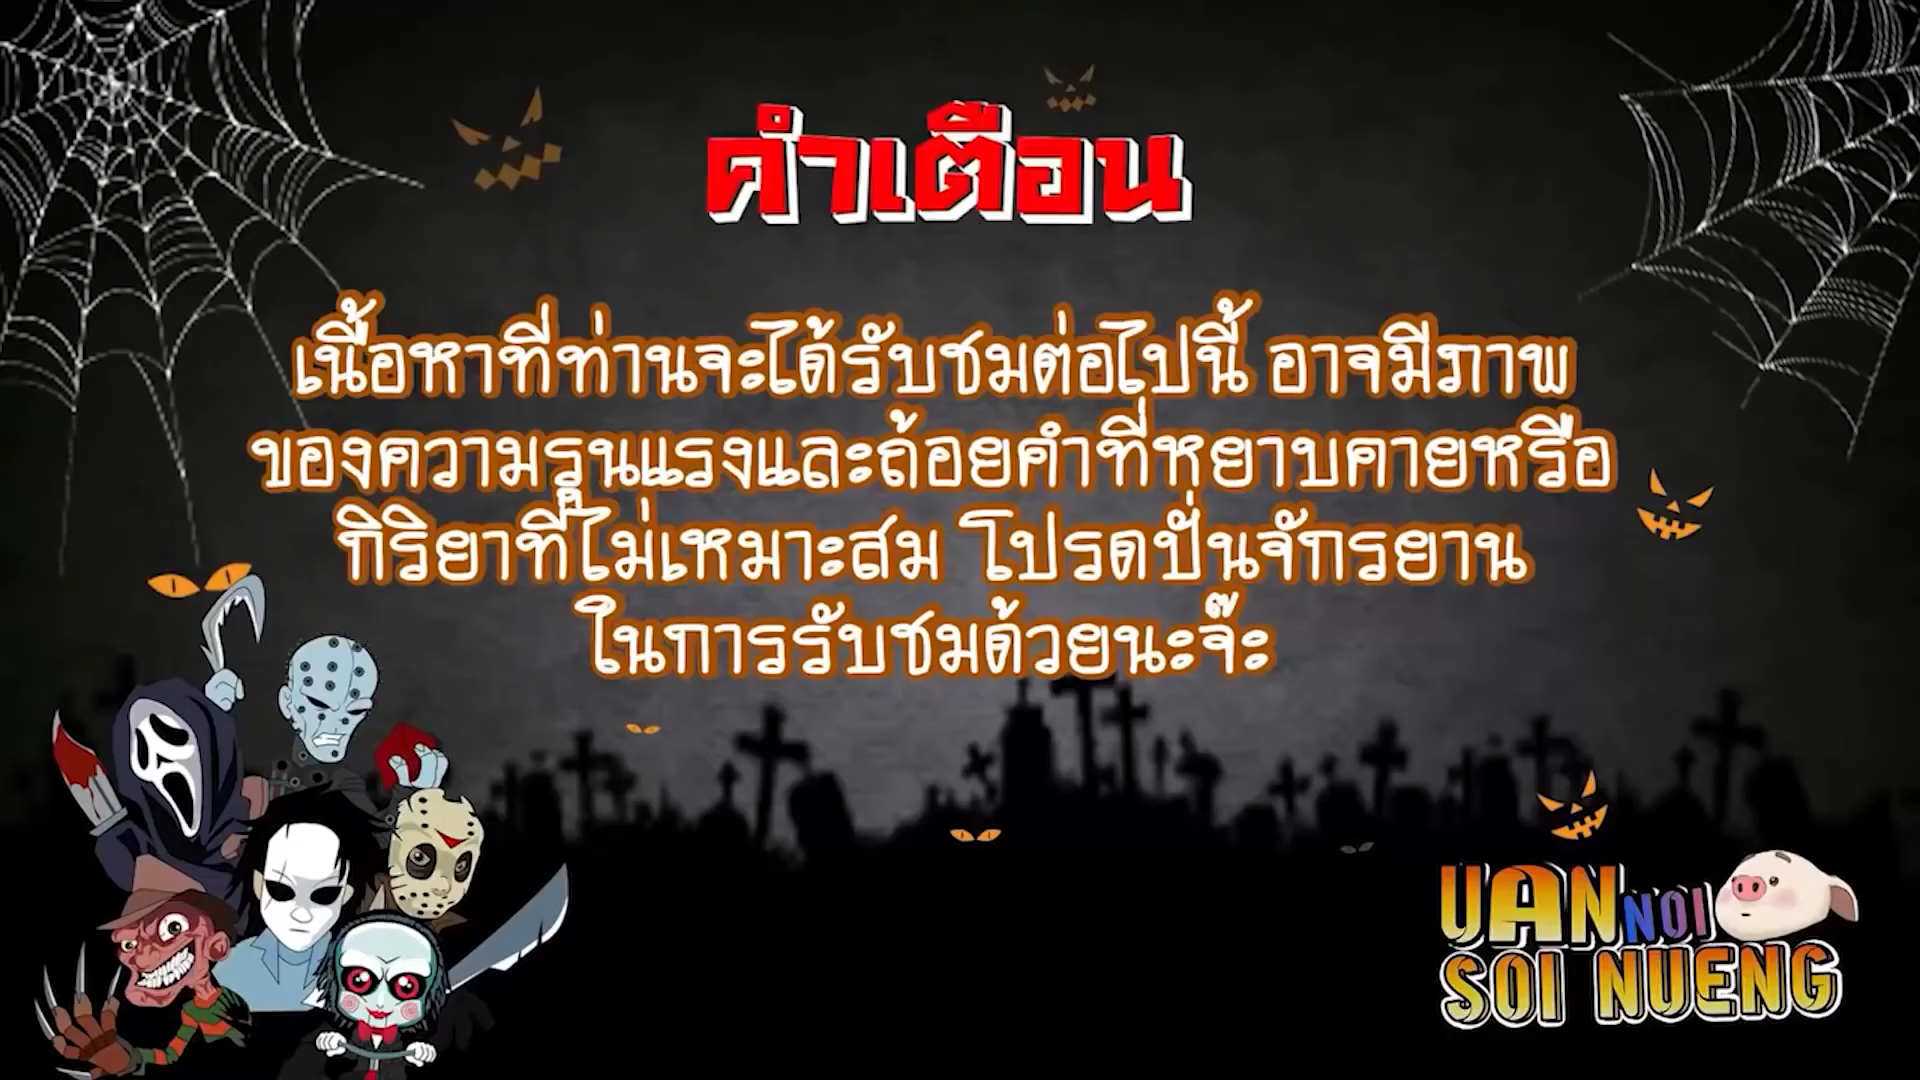 คำเตือน
เนื้อหาที่ท่านจะได้รับชมต่อไปนี้ อาจมีภาพ
ของความรุนแรงและถ้อยคำที่หยาบคายหรือ
กิริยาที่ไม่เหมาะสม โปรดปั่นจักรยาน
ในการรับชมด้วยนะจ๊ะ
UAN NOI
SOI NUENG